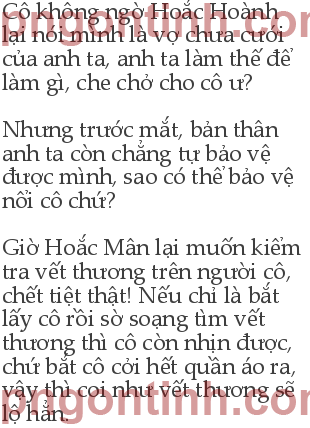 Cô không ngờ Hoắc Hoành
lại nói mình là vợ chưa cưới
của anh ta, anh ta làm thế để
làm gì, che chở cho cô ư?
Nhưng trước mắt, bản thân
anh ta còn chẳng tự bảo vệ
được mình, sao có thể bảo vệ
nổi cô chứ?
Giờ Hoắc Mân lại muốn kiểm
tra vết thương trên người cô,
chết tiệt thật! Nếu chỉ là bắt
lấy cô rồi sờ soạng tìm vết
thương thì cô còn nhịn được,
chứ bắt cô cởi hết quần áo ra,
vậy thì coi như vết thương sẽ
lộ hẳn.
pngontinh.com
pngontinh.com